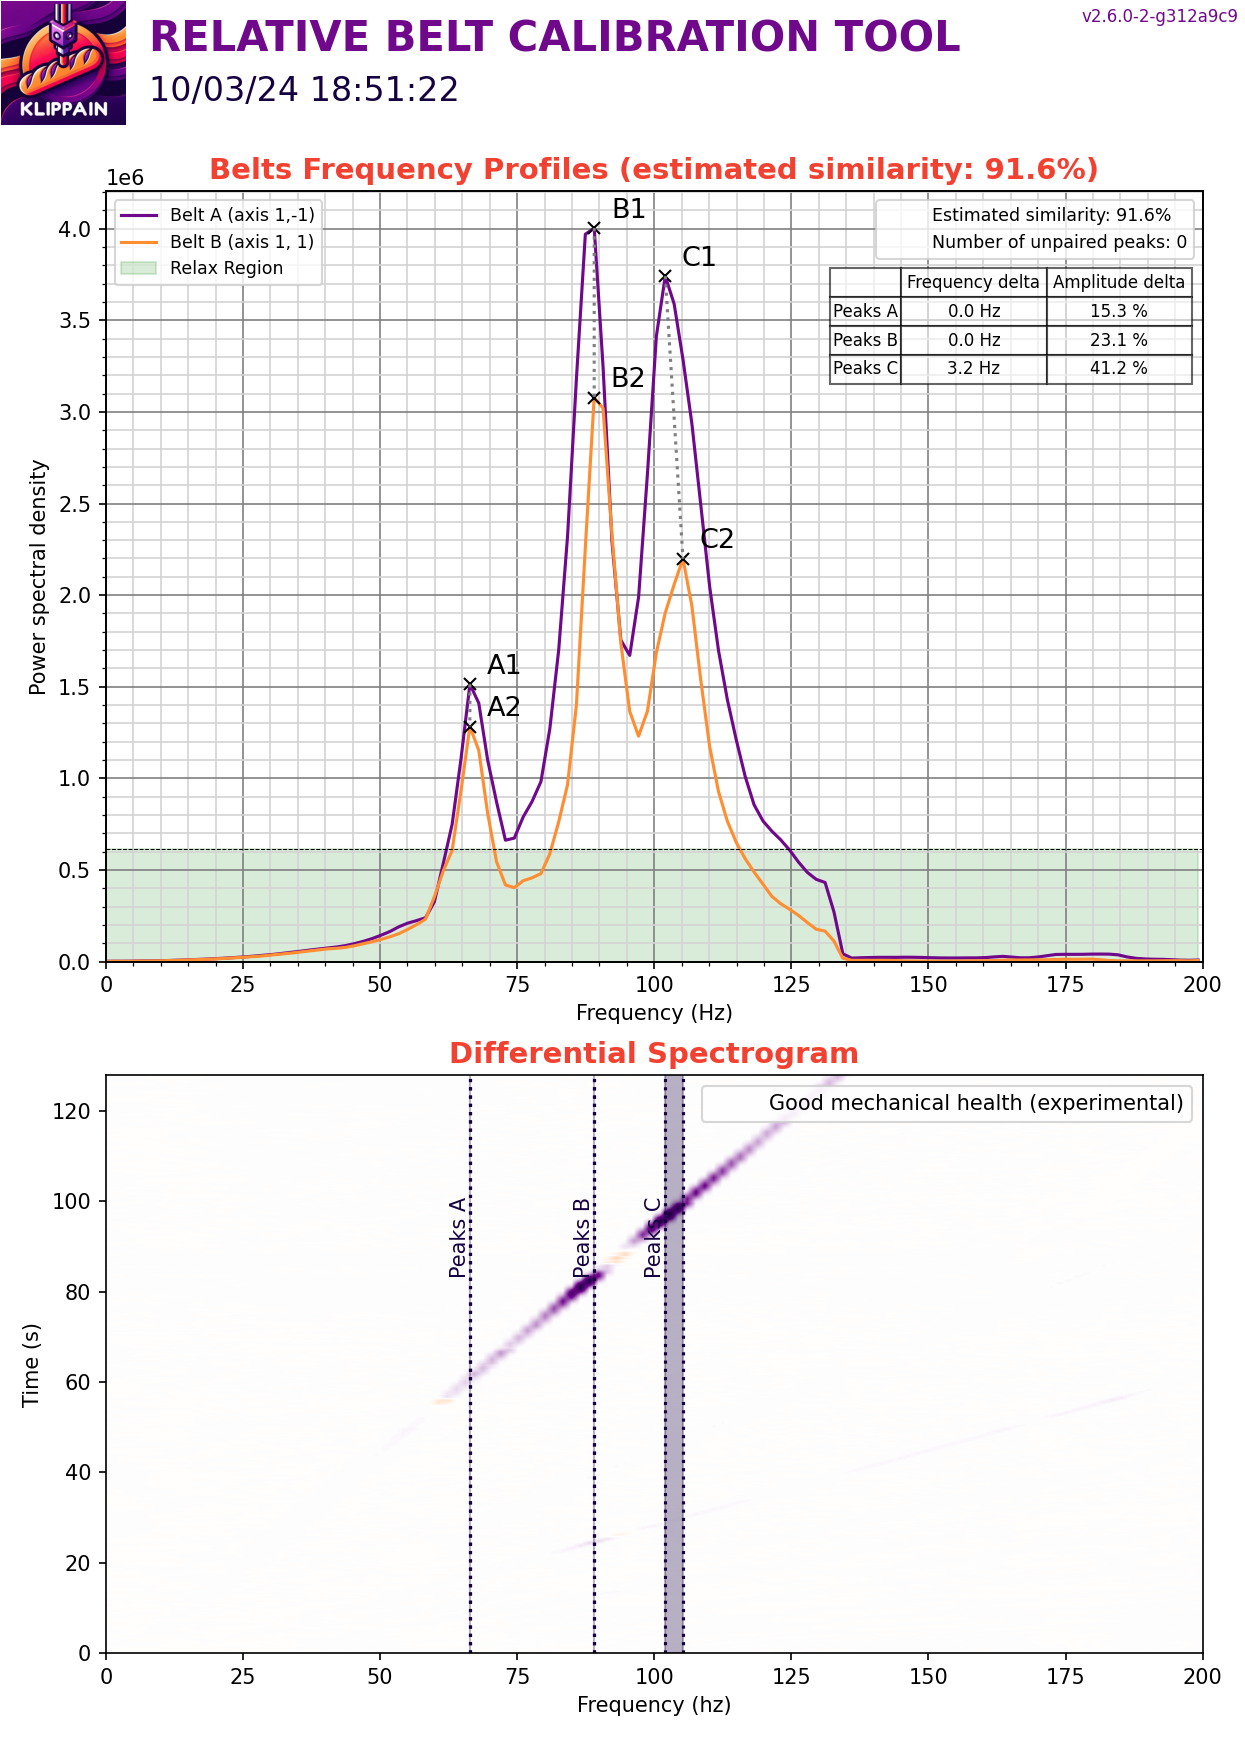 KLIPPAIN
RELATIVE BELT CALIBRATION TOOL
10/03/24 18:51:22
v2.6.0-2-g312a9c9
Belts Frequency Profiles (estimated similarity: 91.6%)
1e6
Belt A (axis 1,-1)
Belt B (axis 1, 1)
Relax Region
Estimated similarity: 91.6%
Number of unpaired peaks: 0
Frequency delta Amplitude delta
Peaks A 0.0 Hz 15.3 %
Peaks B 0.0 Hz 23.1 %
Peaks C 3.2 Hz 41.2 %
B1
C1
B2
C2
A1
A2
Power spectral density
4.0
3.5
3.0
2.5
2.0
1.5
1.0
0.5
0.0
0 25 50 75 100 125 150 175 200
Frequency (Hz)
Differential Spectrogram
Good mechanical health (experimental)
Peaks A
Peaks B
Peaks C
Time (s)
120
100
80
60
40
20
0
0 25 50 75 100 125 150 175 200
Frequency (hz)